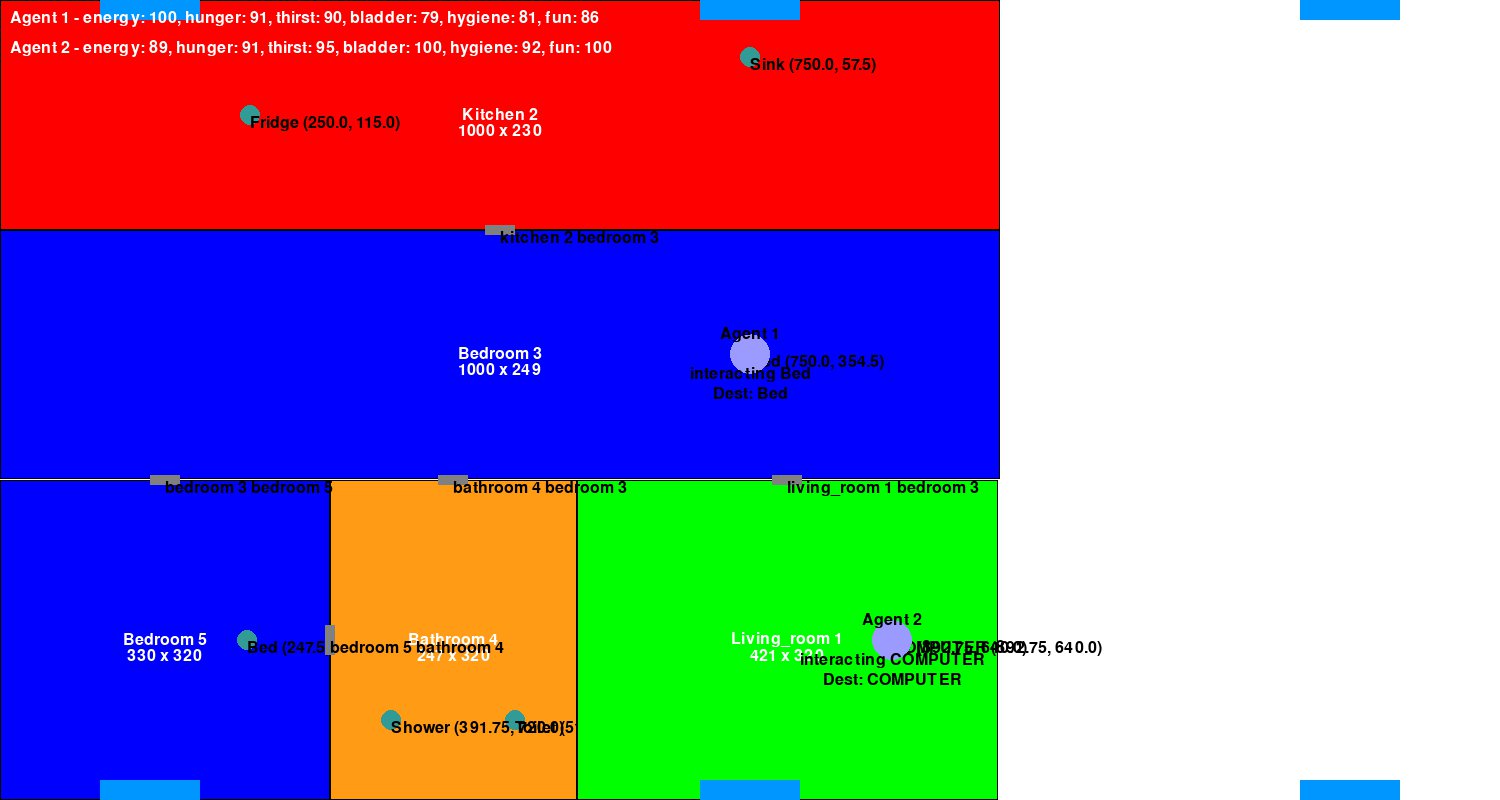 Agent 1 - energy: 100, hunger: 91, thirst: 90, bladder: 79, hygiene: 81, fun: 86
Agent 2 - energy: 89, hunger: 91, thirst: 95, bladder: 100, hygiene: 92, fun: 100
Sink (750.0, 57.5)
Fridge (250.0, 115.0)
Kitchen 2
1000 x 230
kitchen 2 bedroom 3
Agent 1
Bedroom 3
1000 x 249
(750.0, 354.5)
interacting Bed
Dest: Bed
bedroom 3 bedroom 5
bathroom 4 bedroom 3
living_room 1 bedroom 3
Agent 2
Bedroom 5
330 x 320
Bed (247.5
bedroom 5 bathroom 4
Bathroom 4
247 x 320
Living_room 1
421 x 320
640.0)
interacting COMPUTER
Dest: COMPUTER
Shower (391.75, 720.0)
Toilet